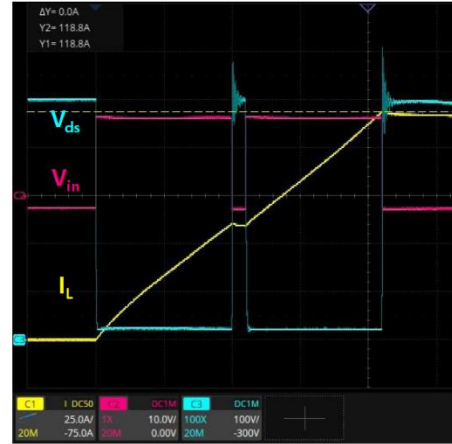 ΔY= 0.0A
Y2= 118.8A
Y1= 118.8A
Vds
Vin
IL
C3
C1 I DC50
25.0A/
20M -75.0A
C2 DC1M
1X 10.0V/
20M 0.00V
C3 DC1M
100X 100V/
20M -300V